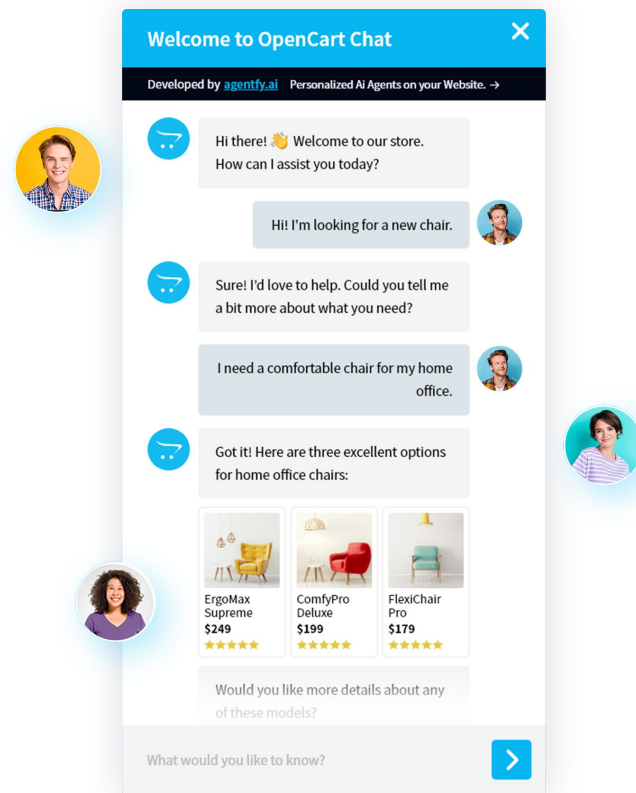 Welcome to OpenCart Chat
Developed by agentfy.ai Personalized Ai Agents on your Website. →
Hi there! 👋 Welcome to our store.
How can I assist you today?
Hi! I'm looking for a new chair.
Sure! I'd love to help. Could you tell me
a bit more about what you need?
I need a comfortable chair for my home
office.
Got it! Here are three excellent options
for home office chairs:
ErgoMax
Supreme
$249
ComfyPro
Deluxe
$199
FlexiChair
Pro
$179
Would you like more details about any
of these models?
What would you like to know?